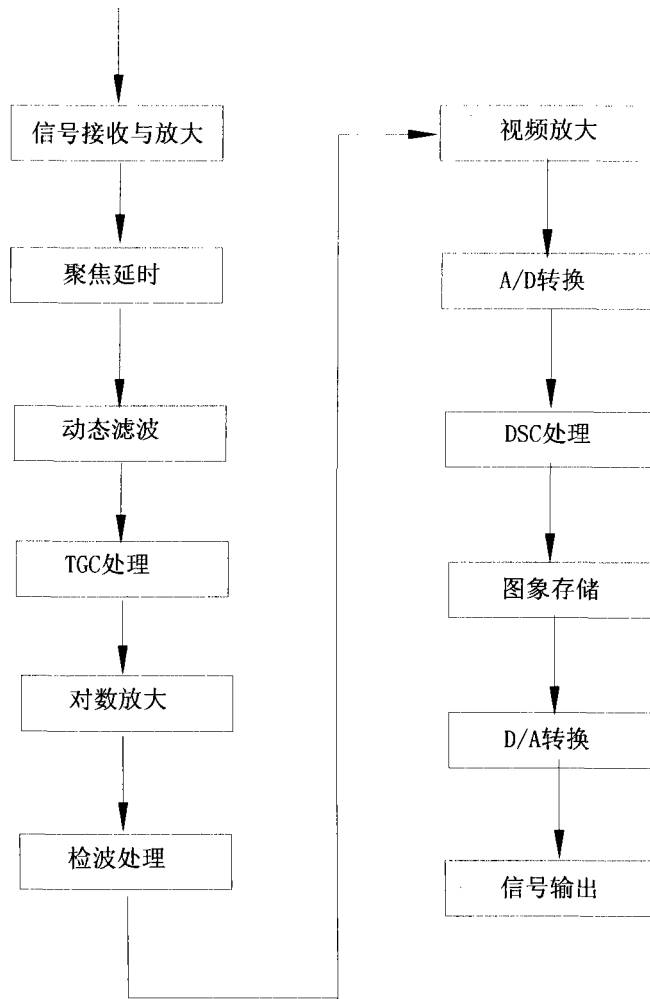 信号接收与放大
聚焦延时
动态滤波
TGC处理
对数放大
检波处理
视频放大
A/D转换
DSC处理
图象存储
D/A转换
信号输出